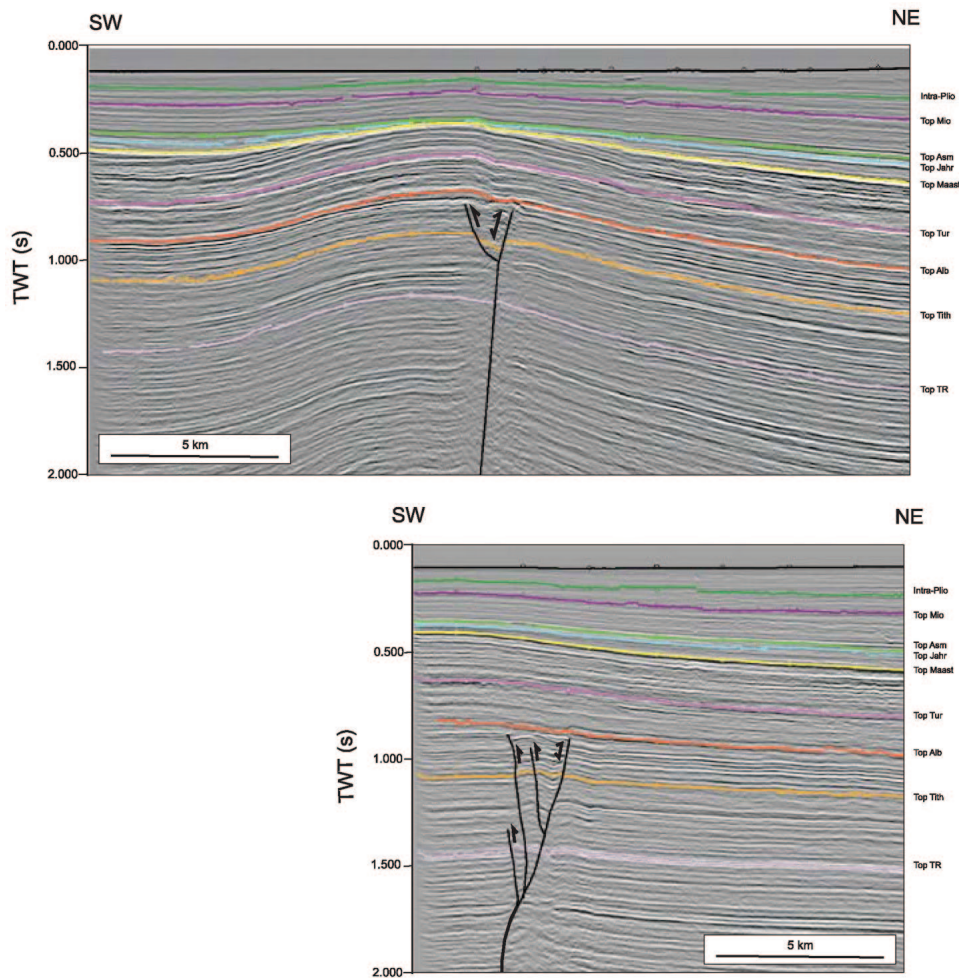 SW
NE
0.000
0.500
1.000
1.500
2.000
TWT (s)
Intra-Plio
Top Mio
Top Asm
Top Jahr
Top Maast
Top Tur
Top Alb
Top Tith
Top TR
5 km
SW
NE
0.000
0.500
1.000
1.500
2.000
TWT (s)
Intra-Plio
Top Mio
Top Asm
Top Jahr
Top Maast
Top Tur
Top Alb
Top Tith
Top TR
5 km